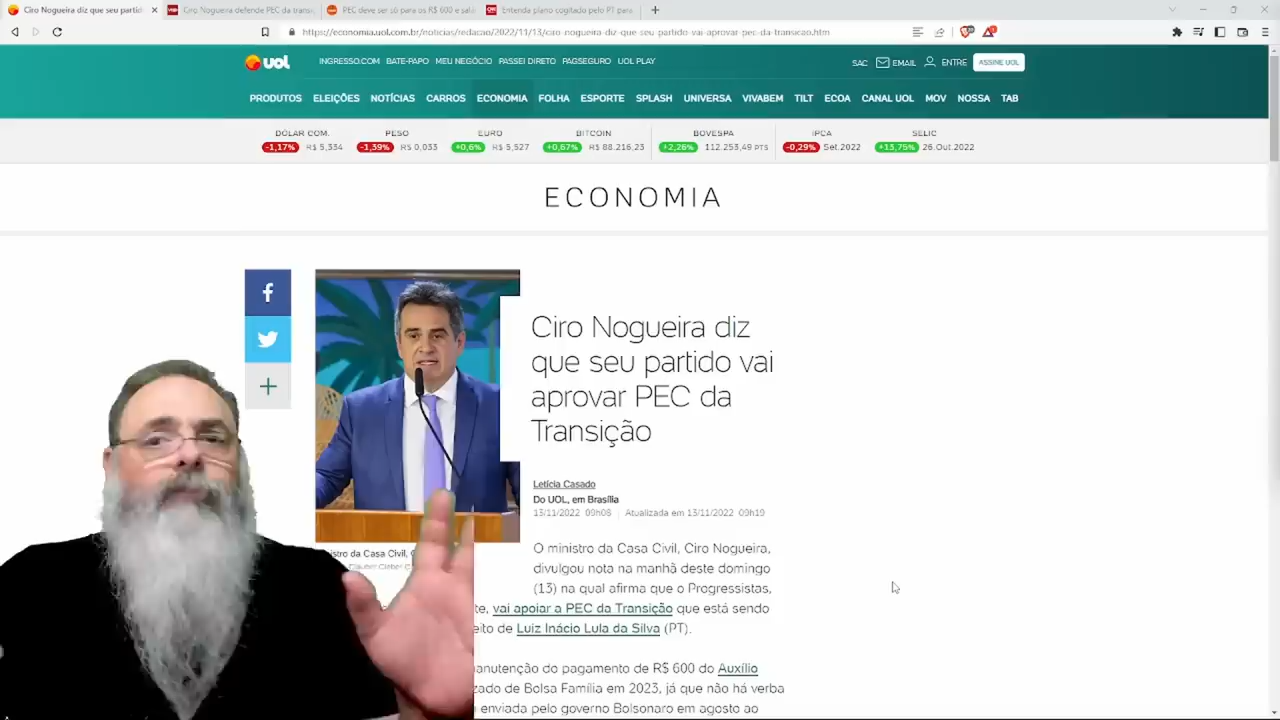 Ciro Nogueira diz que seu partid
Ciro Nogueira defende PEC da trans
PEC deve ser só para os R$ 600 e salá
Entenda plano cogitado pelo PT para
https://economia.uol.com.br/noticias/redacao/2022/11/13/ciro-nogueira-diz-que-seu-partido-vai-aprovar-pec-da-transicao.htm
UOL
INGRESSO.COM BATE-PAPO MEU NEGÓCIO PASSEI DIRETO PAGSEGURO UOL PLAY
SAC EMAIL ENTRE ASSINE UOL
PRODUTOS ELEIÇÕES NOTÍCIAS CARROS ECONOMIA FOLHA ESPORTE SPLASH UNIVERSA VIVABEM TILT ECOA CANAL UOL MOV NOSSA TAB
DÓLAR COM. PESO EURO BITCOIN BOVESPA IPCA SELIC
-1,17% R$ 5,334 -1,39% R$ 0,033 +0,6% R$ 5,527 +0,67% R$ 88.216,23 +2,26% 112.253,49 PTS -0,29% Set.2022 +13,75% 26.Out.2022
ECONOMIA
Ciro Nogueira diz
que seu partido vai
aprovar PEC da
Transição
Letícia Casado
Do UOL, em Brasília
13/11/2022 09h08 Atualizada em 13/11/2022 09h19
stro da Casa Civil, C
O ministro da Casa Civil, Ciro Nogueira,
divulgou nota na manhã deste domingo
(13) na qual afirma que o Progressistas,
te, vai apoiar a PEC da Transição que está sendo
eito de Luiz Inácio Lula da Silva (PT).
anutenção do pagamento de R$ 600 do Auxílio
zado de Bolsa Família em 2023, já que não há verba
enviada pelo governo Bolsonaro em agosto ao